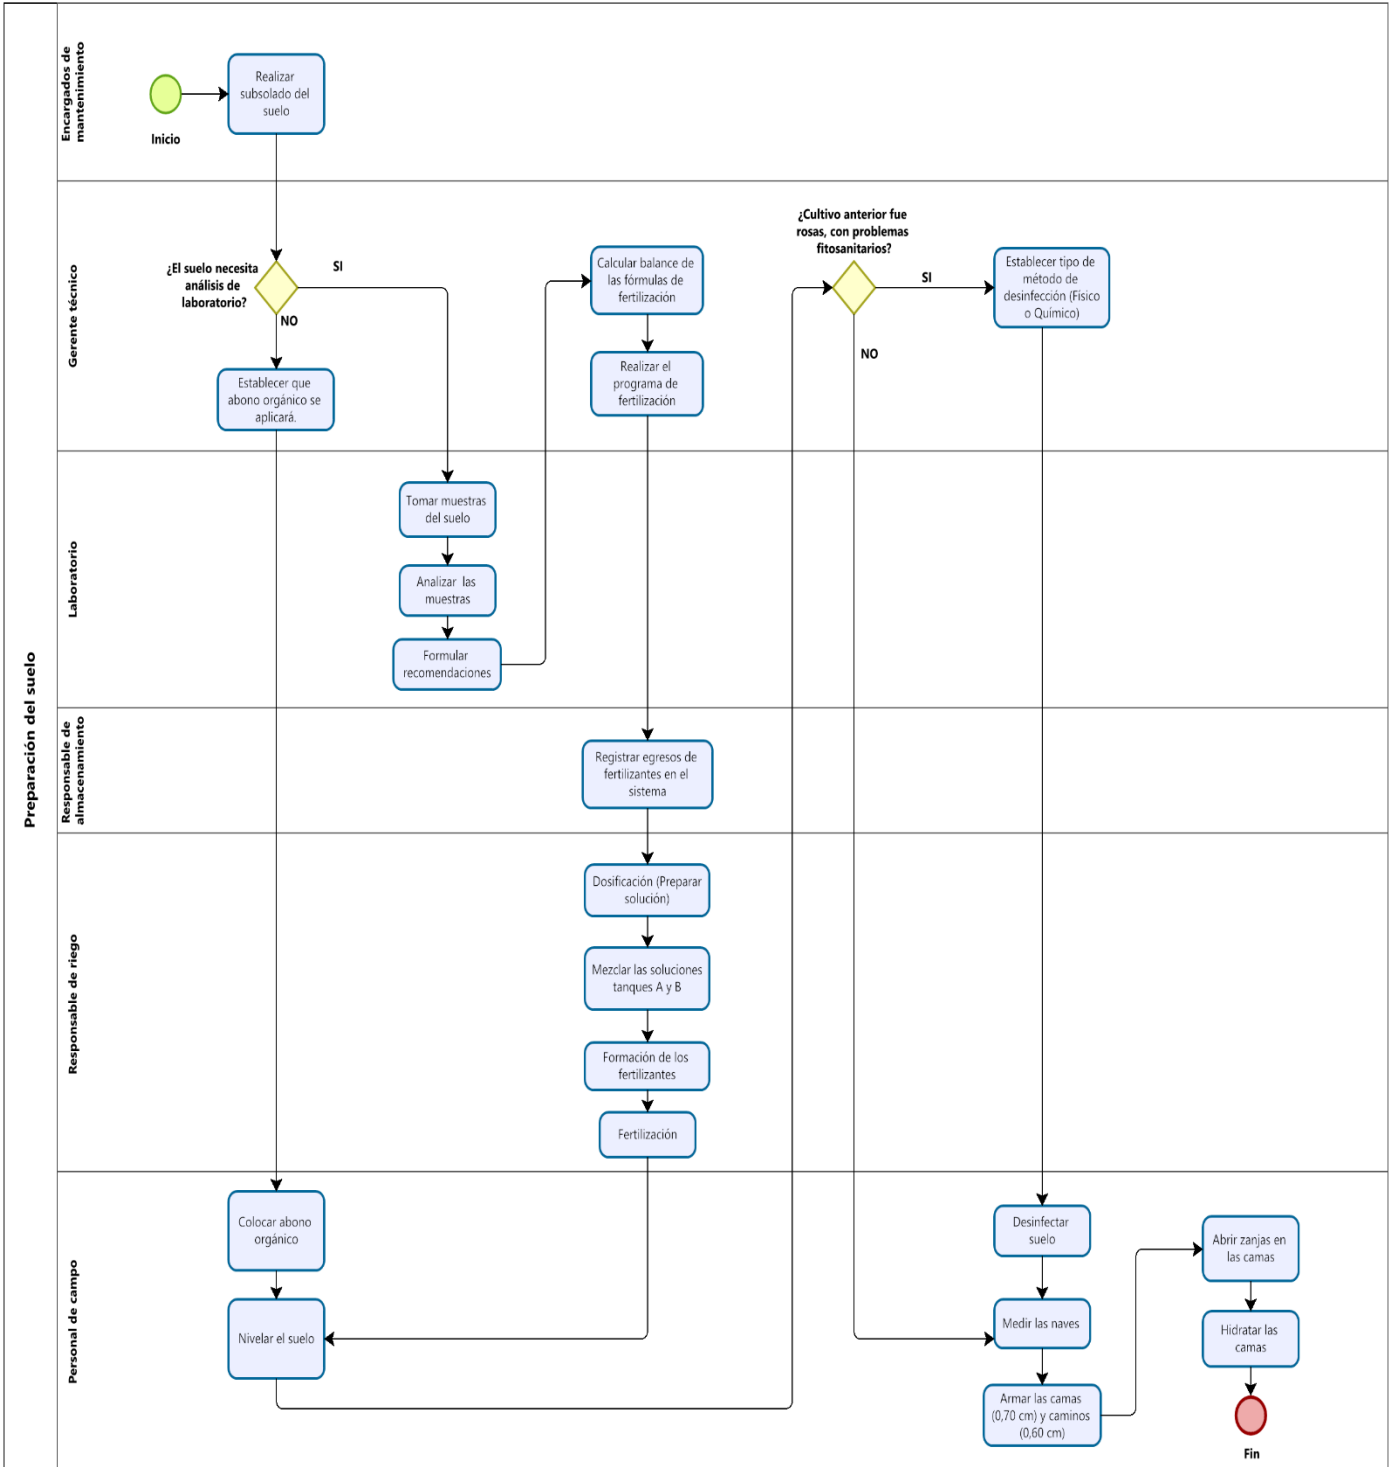 Preparación del suelo
Encargados de
mantenimiento
Inicio
Realizar
subsolado del
suelo
Gerente técnico
¿El suelo necesita
análisis de
laboratorio?
SI
NO
Establecer que
abono orgánico se
aplicará.
Calcular balance de
las fórmulas de
fertilización
Realizar el
programa de
fertilización
¿Cultivo anterior fue
rosas, con problemas
fitosanitarios?
SI
NO
Establecer tipo de
método de
desinfección (Físico
o Químico)
Laboratorio
Tomar muestras
del suelo
Analizar las
muestras
Formular
recomendaciones
Responsable de
almacenamiento
Registrar egresos de
fertilizantes en el
sistema
Responsable de riego
Dosificación (Preparar
solución)
Mezclar las soluciones
tanques A y B
Formación de los
fertilizantes
Fertilización
Personal de campo
Colocar abono
orgánico
Nivelar el suelo
Desinfectar
suelo
Medir las naves
Armar las camas
(0,70 cm) y caminos
(0,60 cm)
Abrir zanjas en
las camas
Hidratar las
camas
Fin